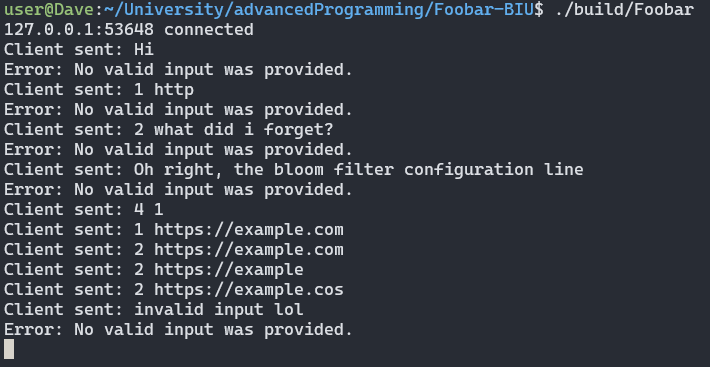 user@Dave:~/University/advancedProgramming/Foobar-BIU$ ./build/Foobar
127.0.0.1:53648 connected
Client sent: Hi
Error: No valid input was provided.
Client sent: 1 http
Error: No valid input was provided.
Client sent: 2 what did i forget?
Error: No valid input was provided.
Client sent: Oh right, the bloom filter configuration line
Error: No valid input was provided.
Client sent: 4 1
Client sent: 1 https://example.com
Client sent: 2 https://example.com
Client sent: 2 https://example
Client sent: 2 https://example.cos
Client sent: invalid input lol
Error: No valid input was provided.